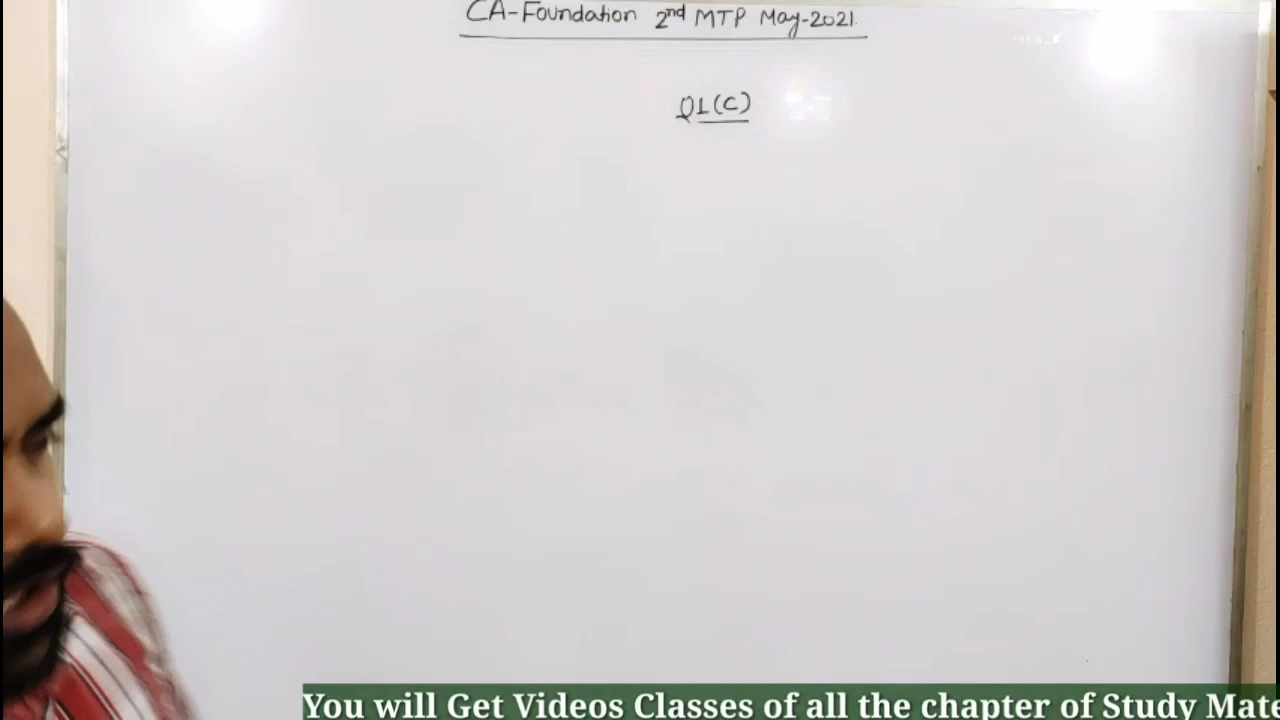 CA-Foundation 2nd MTP May-2021.
Q1(C)
You will Get Videos Classes of all the chapter of Study Mate